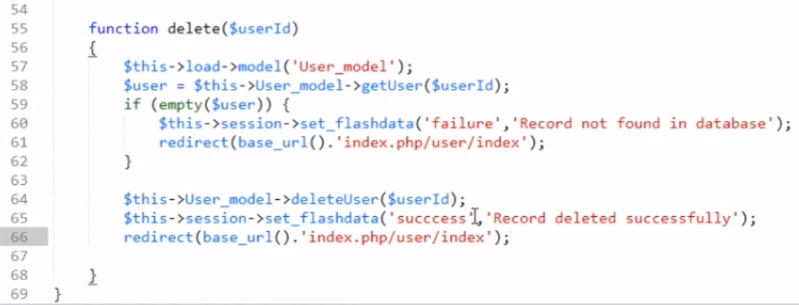 54
55 function delete($userId)
56 {
57 $this->load->model('User_model');
58 $user = $this->User_model->getUser($userId);
59 if (empty($user)) {
60 $this->session->set_flashdata('failure','Record not found in database');
61 redirect(base_url().'index.php/user/index');
62 }
63
64 $this->User_model->deleteUser($userId);
65 $this->session->set_flashdata('succcess','Record deleted successfully');
66 redirect(base_url().'index.php/user/index');
67
68 }
69 }